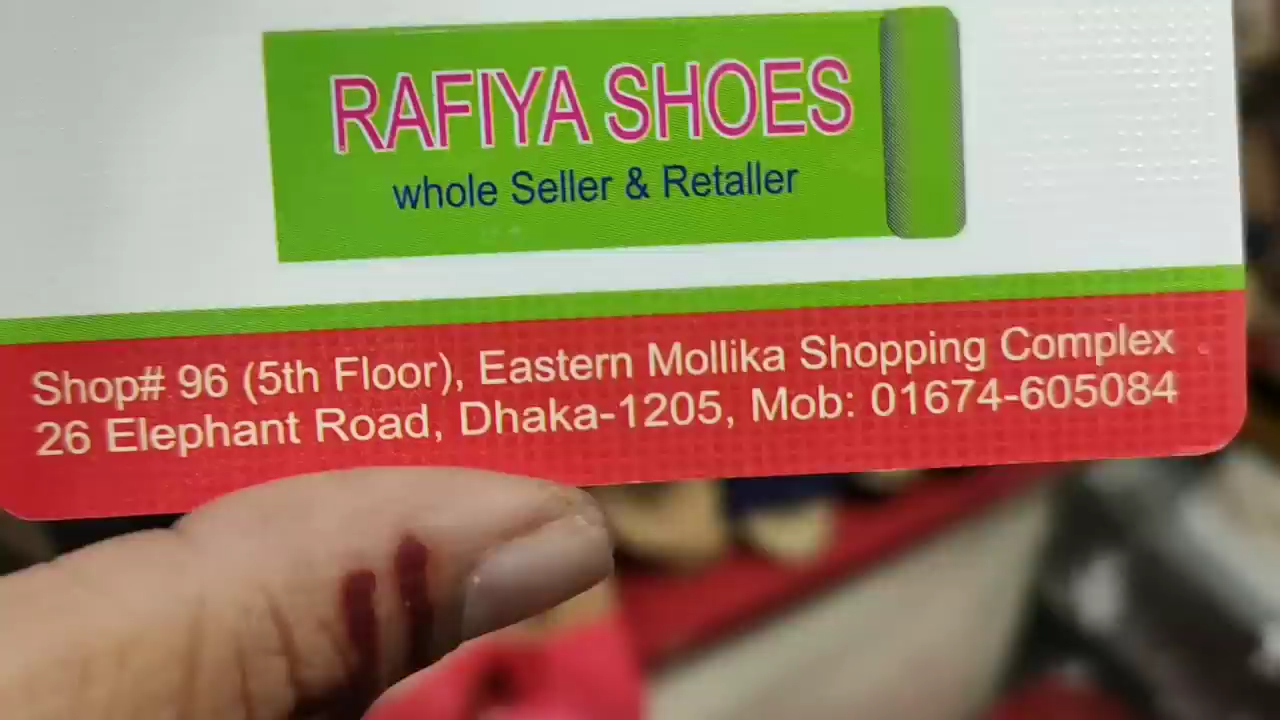 RAFIYA SHOES
whole Seller & Retaller
Shop# 96 (5th Floor), Eastern Mollika Shopping Complex
26 Elephant Road, Dhaka-1205, Mob: 01674-605084